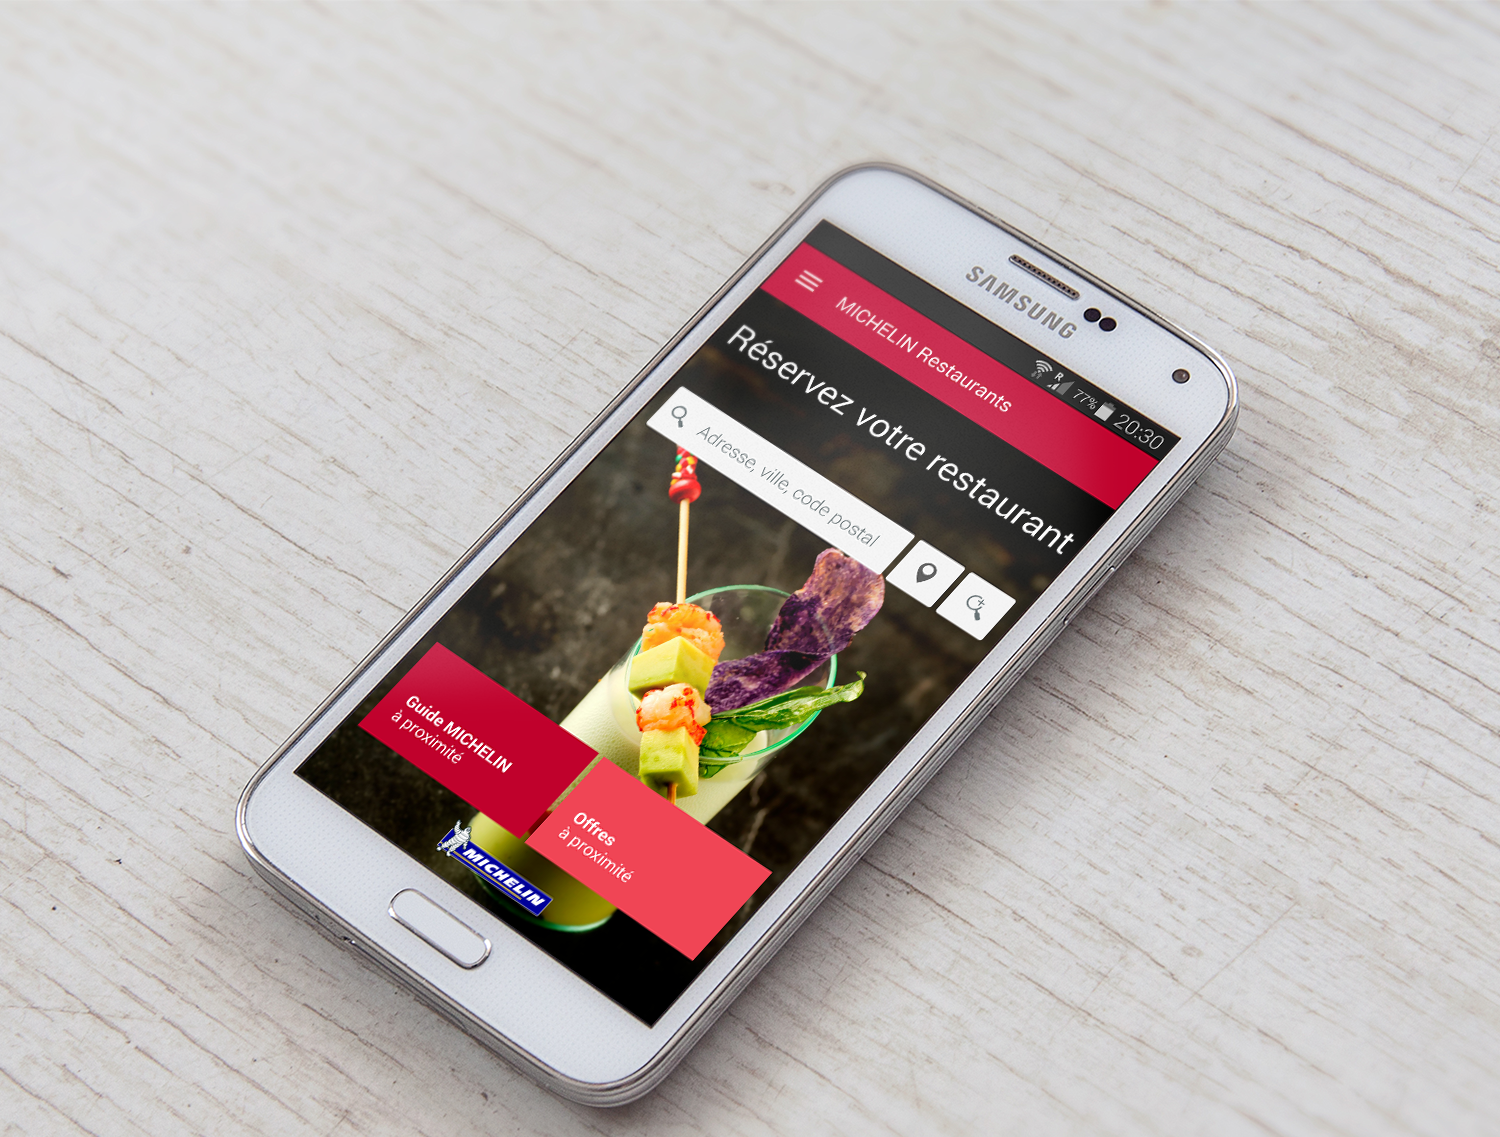 SAMSUNG
R
77%
20:30
MICHELIN Restaurants
Réservez votre restaurant
Adresse, ville, code postal
Guide MICHELIN
à proximité
Offres
à proximité
MICHELIN